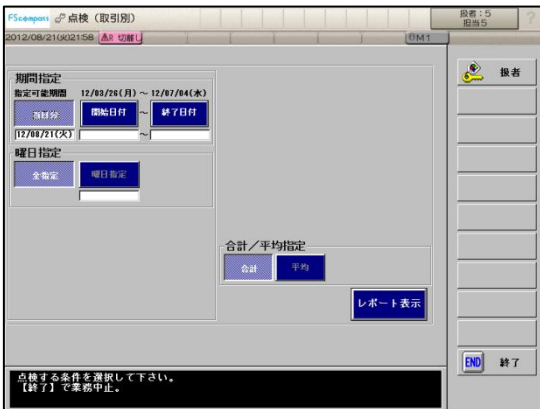 FScompass 点検（取引別）
扱者：5
担当5
?
2012/08/21(火)21:58 切離し 0M1
扱者
期間指定
指定可能期間 12/03/26(月)～12/07/04(水)
当日分 開始日付 ～ 終了日付
12/08/21(火) ～
曜日指定
全指定 曜日指定
合計／平均指定
合計 平均
レポート表示
END 終了
点検する条件を選択して下さい。
【終了】で業務中止。